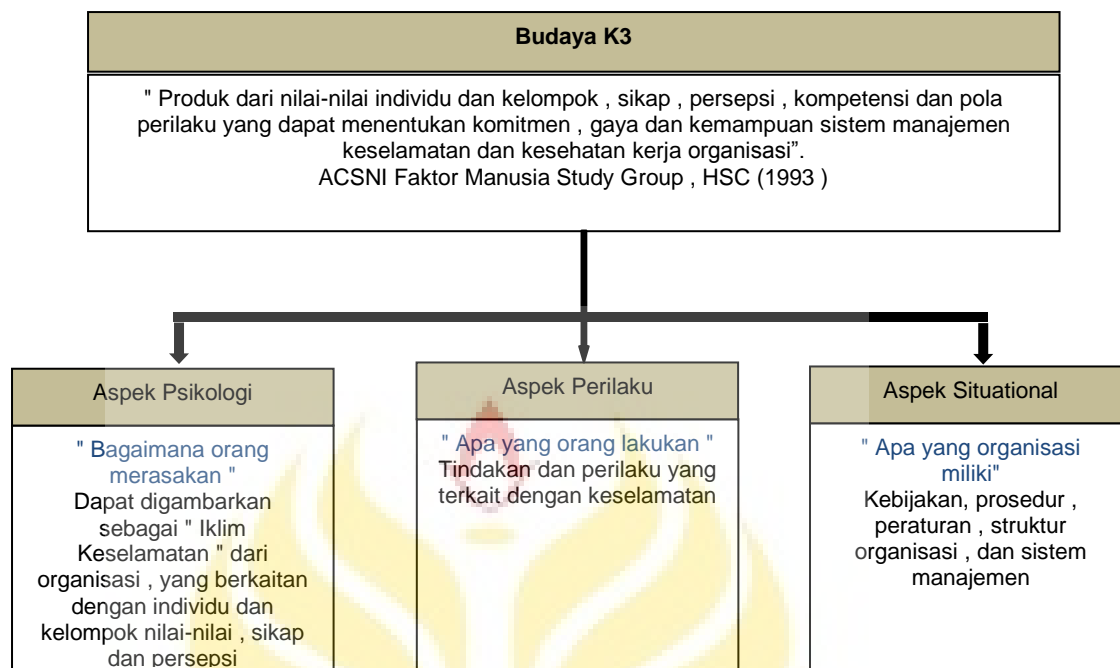 Budaya K3
" Produk dari nilai-nilai individu dan kelompok , sikap , persepsi , kompetensi dan pola
perilaku yang dapat menentukan komitmen , gaya dan kemampuan sistem manajemen
keselamatan dan kesehatan kerja organisasi”.
ACSNI Faktor Manusia Study Group , HSC (1993 )
Aspek Psikologi
" Bagaimana orang
merasakan "
Dapat digambarkan
sebagai " Iklim
Keselamatan " dari
organisasi , yang berkaitan
dengan individu dan
kelompok nilai-nilai , sikap
dan persepsi
Aspek Perilaku
" Apa yang orang lakukan "
Tindakan dan perilaku yang
terkait dengan keselamatan
Aspek Situational
" Apa yang organisasi
miliki"
Kebijakan, prosedur ,
peraturan , struktur
organisasi , dan sistem
manajemen